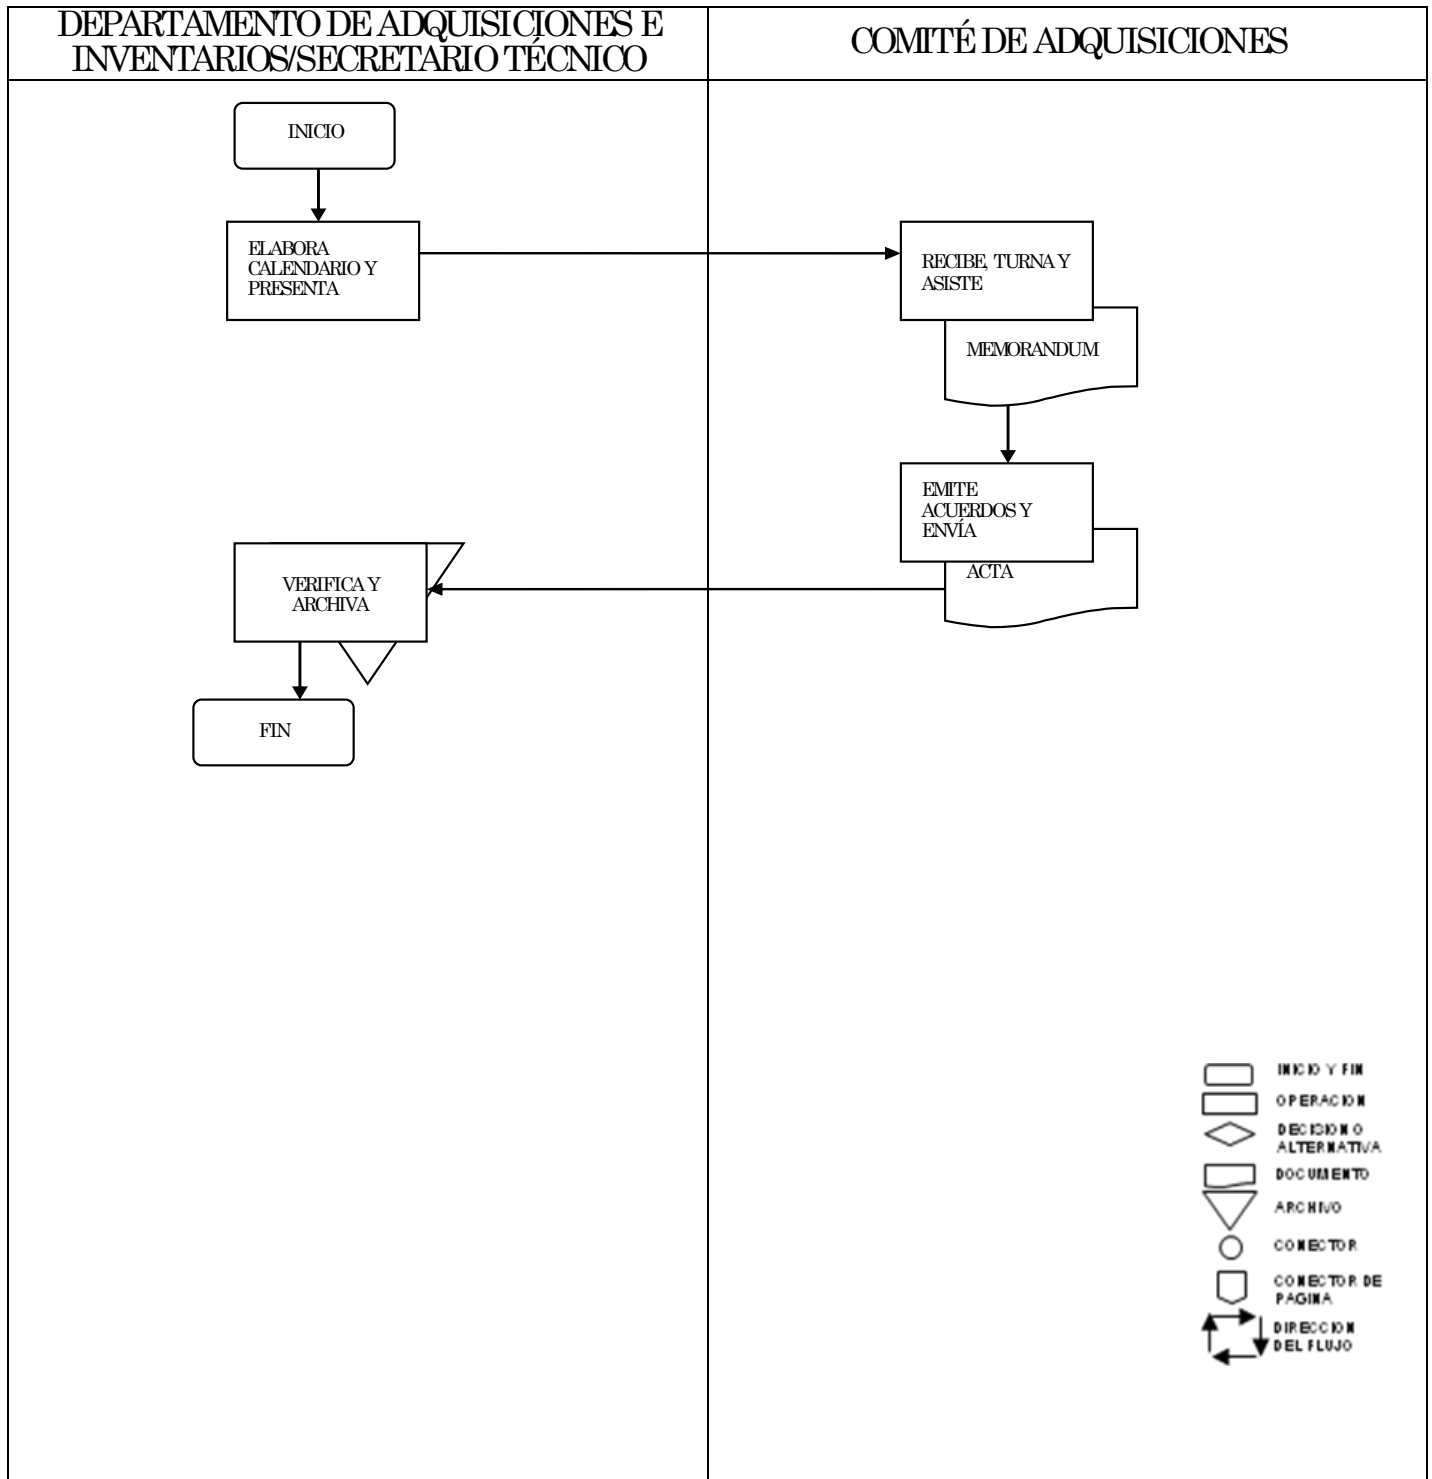 DEPARTAMENTO DE ADQUISICIONES E
INVENTARIOS/SECRETARIO TÉCNICO
COMITÉ DE ADQUISICIONES
INICIO
ELABORA
CALENDARIO Y
PRESENTA
RECIBE, TURNA Y
ASISTE
MEMORANDUM
EMITE
ACUERDOS Y
ENVÍA
ACTA
VERIFICA Y
ARCHIVA
FIN
INICIO Y FIN
OPERACION
DECISION O
ALTERNATIVA
DOCUMENTO
ARCHIVO
CONECTOR
CONECTOR DE
PAGINA
DIRECCION
DEL FLUJO